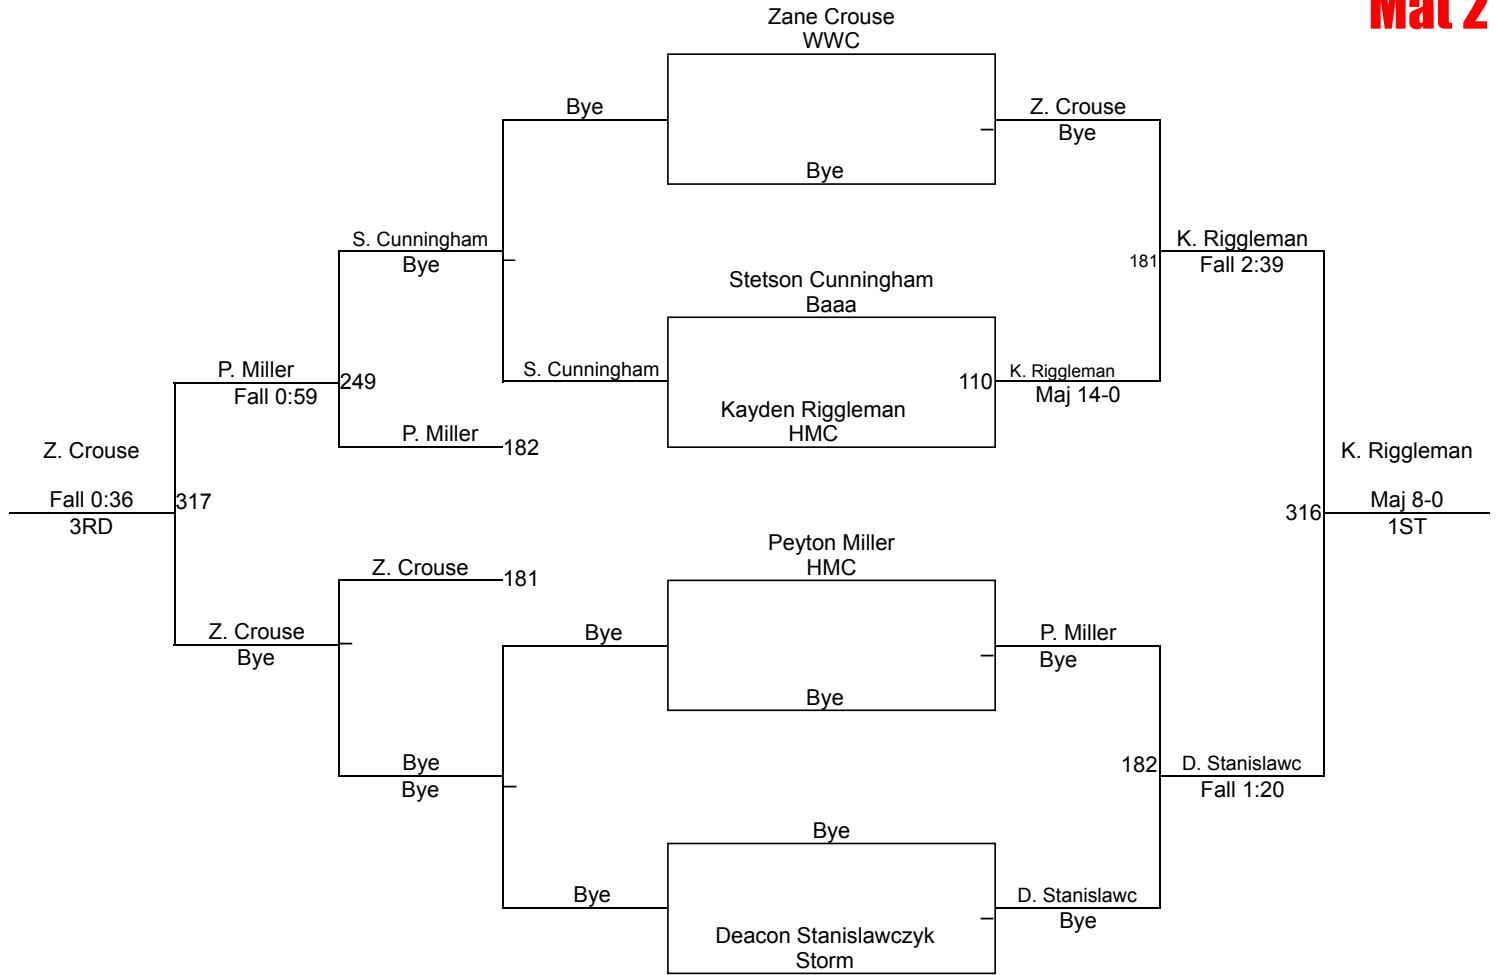 Mat 2
Zane Crouse
WWC
Bye
Z. Crouse
Bye
Bye
S. Cunningham
Bye
K. Riggleman
Fall 2:39
181
Stetson Cunningham
Baaa
P. Miller
Fall 0:59
249
S. Cunningham
110
K. Riggleman
Maj 14-0
Kayden Riggleman
HMC
P. Miller
182
Z. Crouse
Fall 0:36
3RD
317
K. Riggleman
Maj 8-0
1ST
316
Peyton Miller
HMC
Z. Crouse
181
Z. Crouse
Bye
Bye
P. Miller
Bye
Bye
Bye
Bye
182
D. Stanislawc
Fall 1:20
Bye
Bye
D. Stanislawc
Bye
Deacon Stanislawczyk
Storm